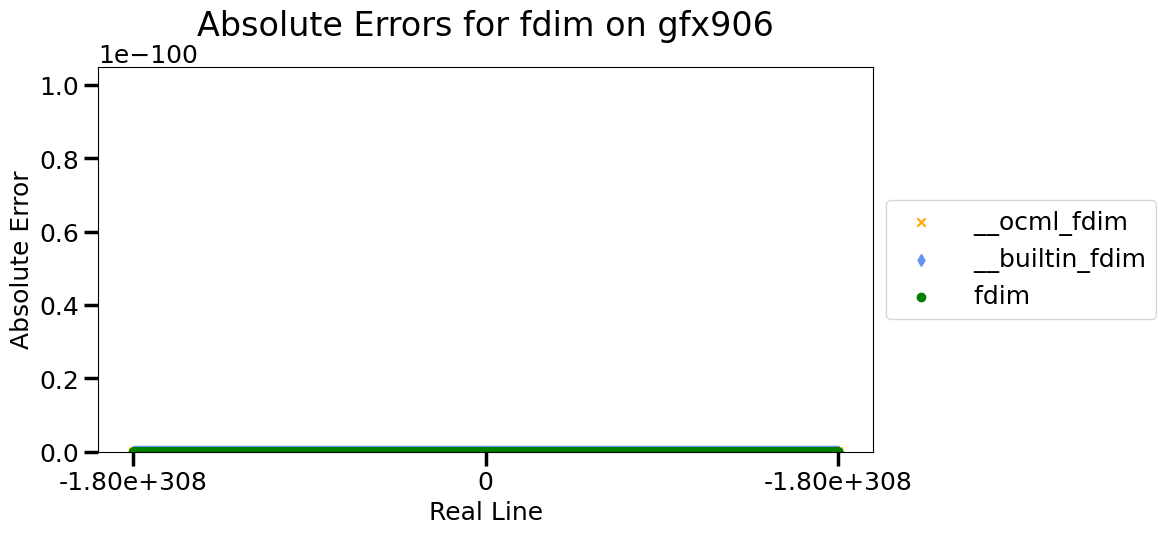 Absolute Errors for fdim on gfx906
1e−100
1.0
0.8
0.6
0.4
0.2
0.0
Absolute Error
-1.80e+308
0
-1.80e+308
Real Line
__ocml_fdim
__builtin_fdim
fdim